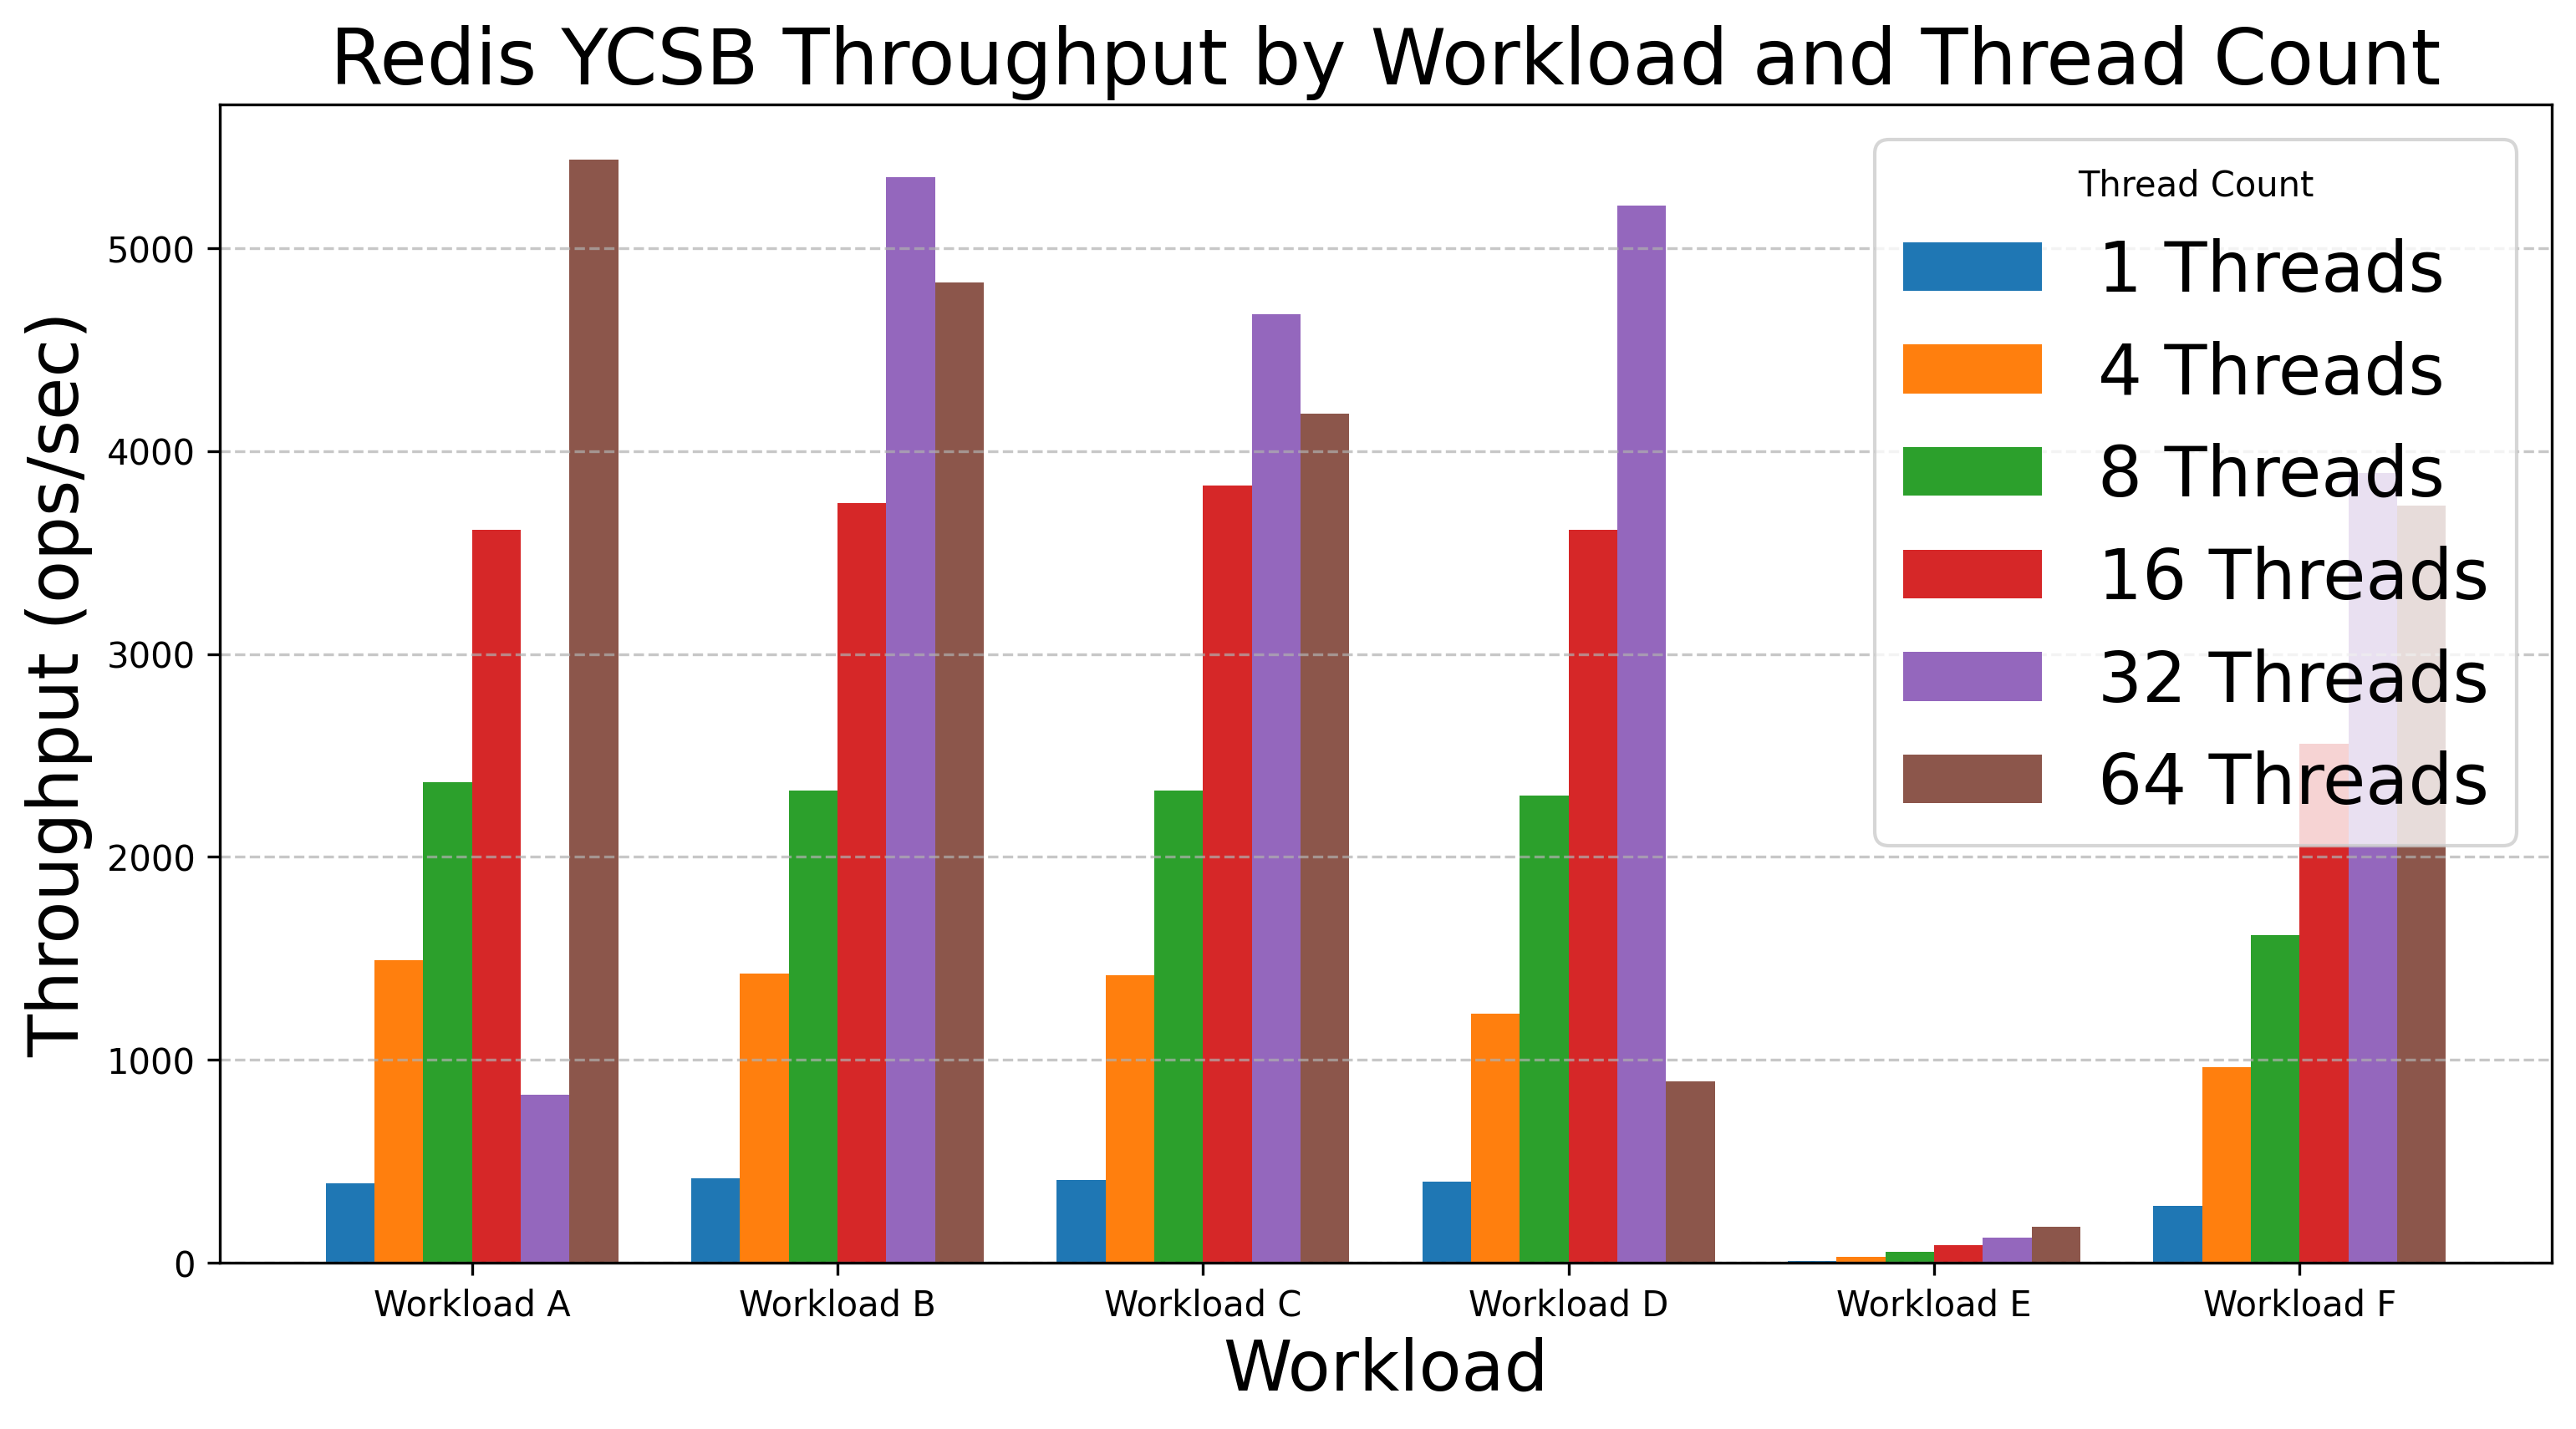 Redis YCSB Throughput by Workload and Thread Count
Throughput (ops/sec)
5000
4000
3000
2000
1000
0
Thread Count
1 Threads
4 Threads
8 Threads
16 Threads
32 Threads
64 Threads
Workload A
Workload B
Workload C
Workload D
Workload E
Workload F
Workload